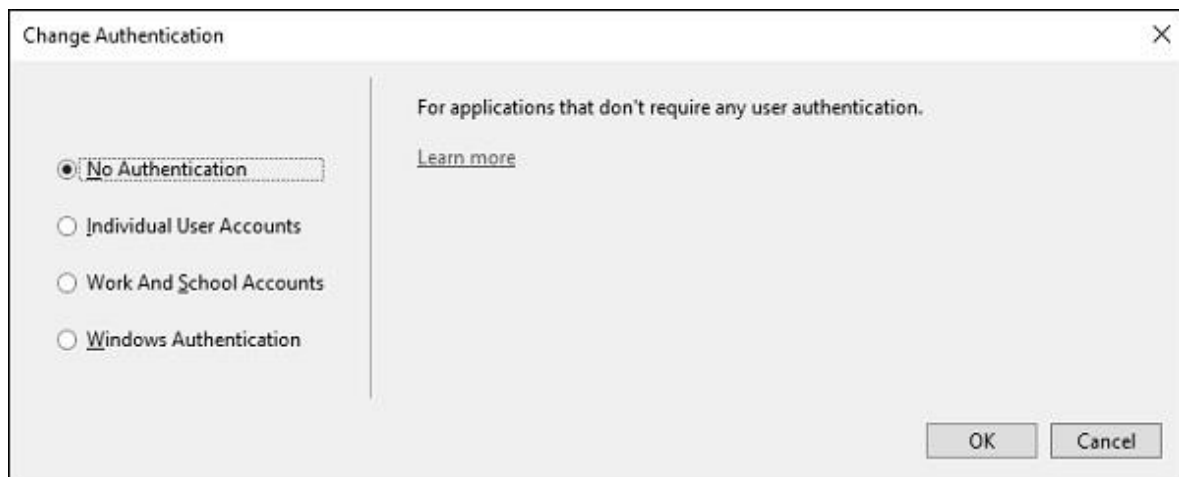 Change Authentication
For applications that don't require any user authentication.
Learn more
No Authentication
Individual User Accounts
Work And School Accounts
Windows Authentication
OK
Cancel